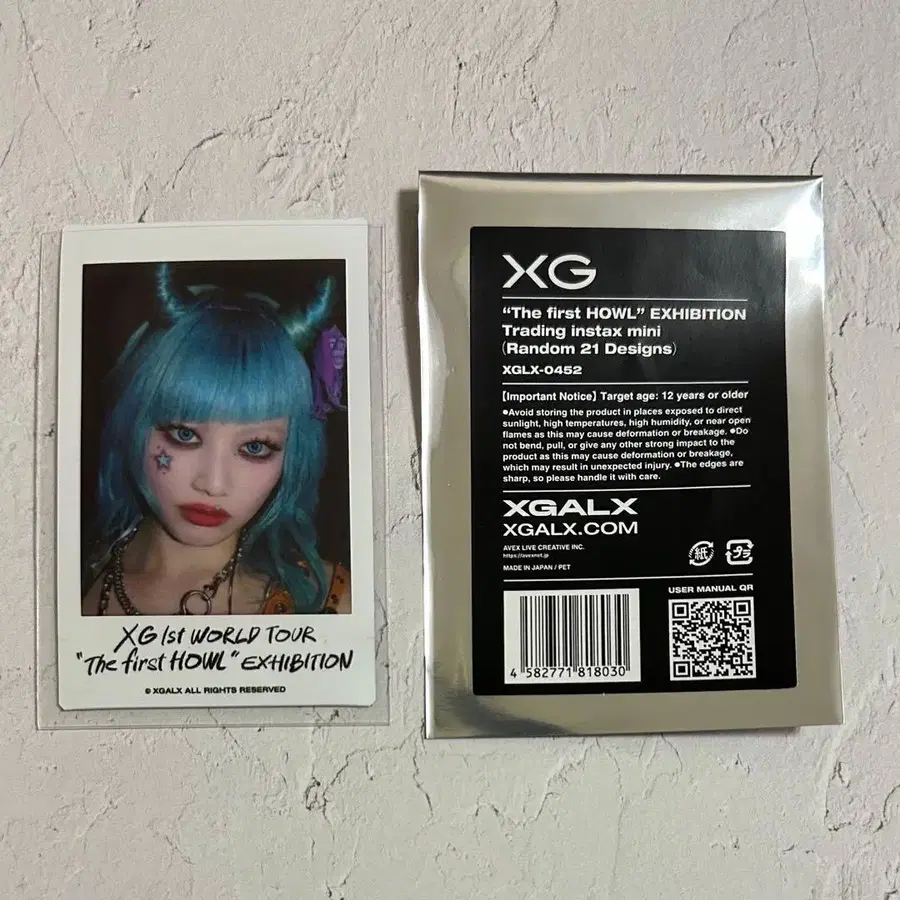 XG 1st WORLD TOUR
"The first HOWL" EXHIBITION
© XGALX ALL RIGHTS RESERVED
XG
“The first HOWL” EXHIBITION
Trading instax mini
(Random 21 Designs)
XGLX-0452
【Important Notice】Target age: 12 years or older
●Avoid storing the product in places exposed to direct
sunlight, high temperatures, high humidity, or near open
flames as this may cause deformation or breakage. ●Do
not bend, pull, or give any other strong impact to the
product as this may cause deformation or breakage,
which may result in unexpected injury. ●The edges are
sharp, so please handle it with care.
XGALX
XGALX.COM
AVEX LIVE CREATIVE INC.
https://avexnet.jp
MADE IN JAPAN / PET
紙
プラ
USER MANUAL QR
4 582771 818030